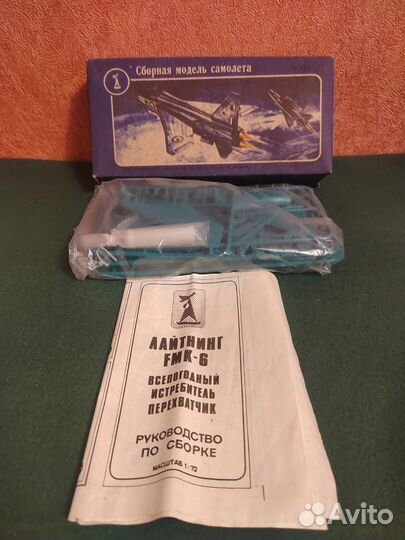 Сборная модель самолета
ЛАЙТНИНГ
FMK-6
ВСЕПОГОДНЫЙ
ИСТРЕБИТЕЛЬ
ПЕРЕХВАТЧИК
РУКОВОДСТВО
ПО СБОРКЕ
МАСШТАБ 1:72
Avito